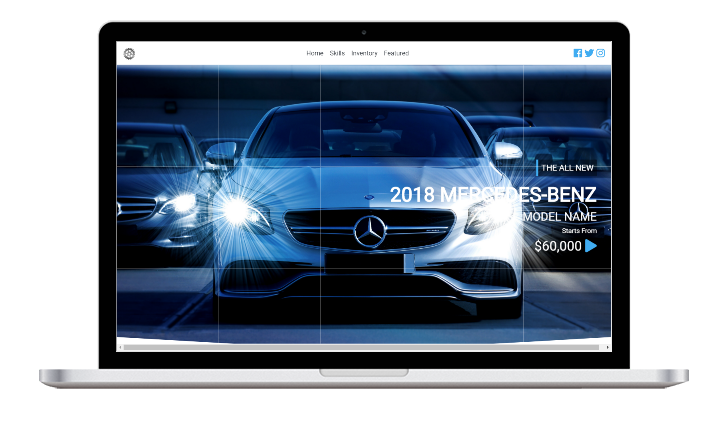 Home Skills Inventory Featured
THE ALL NEW
2018 MERCEDES-BENZ
MODEL NAME
Starts From
$60,000